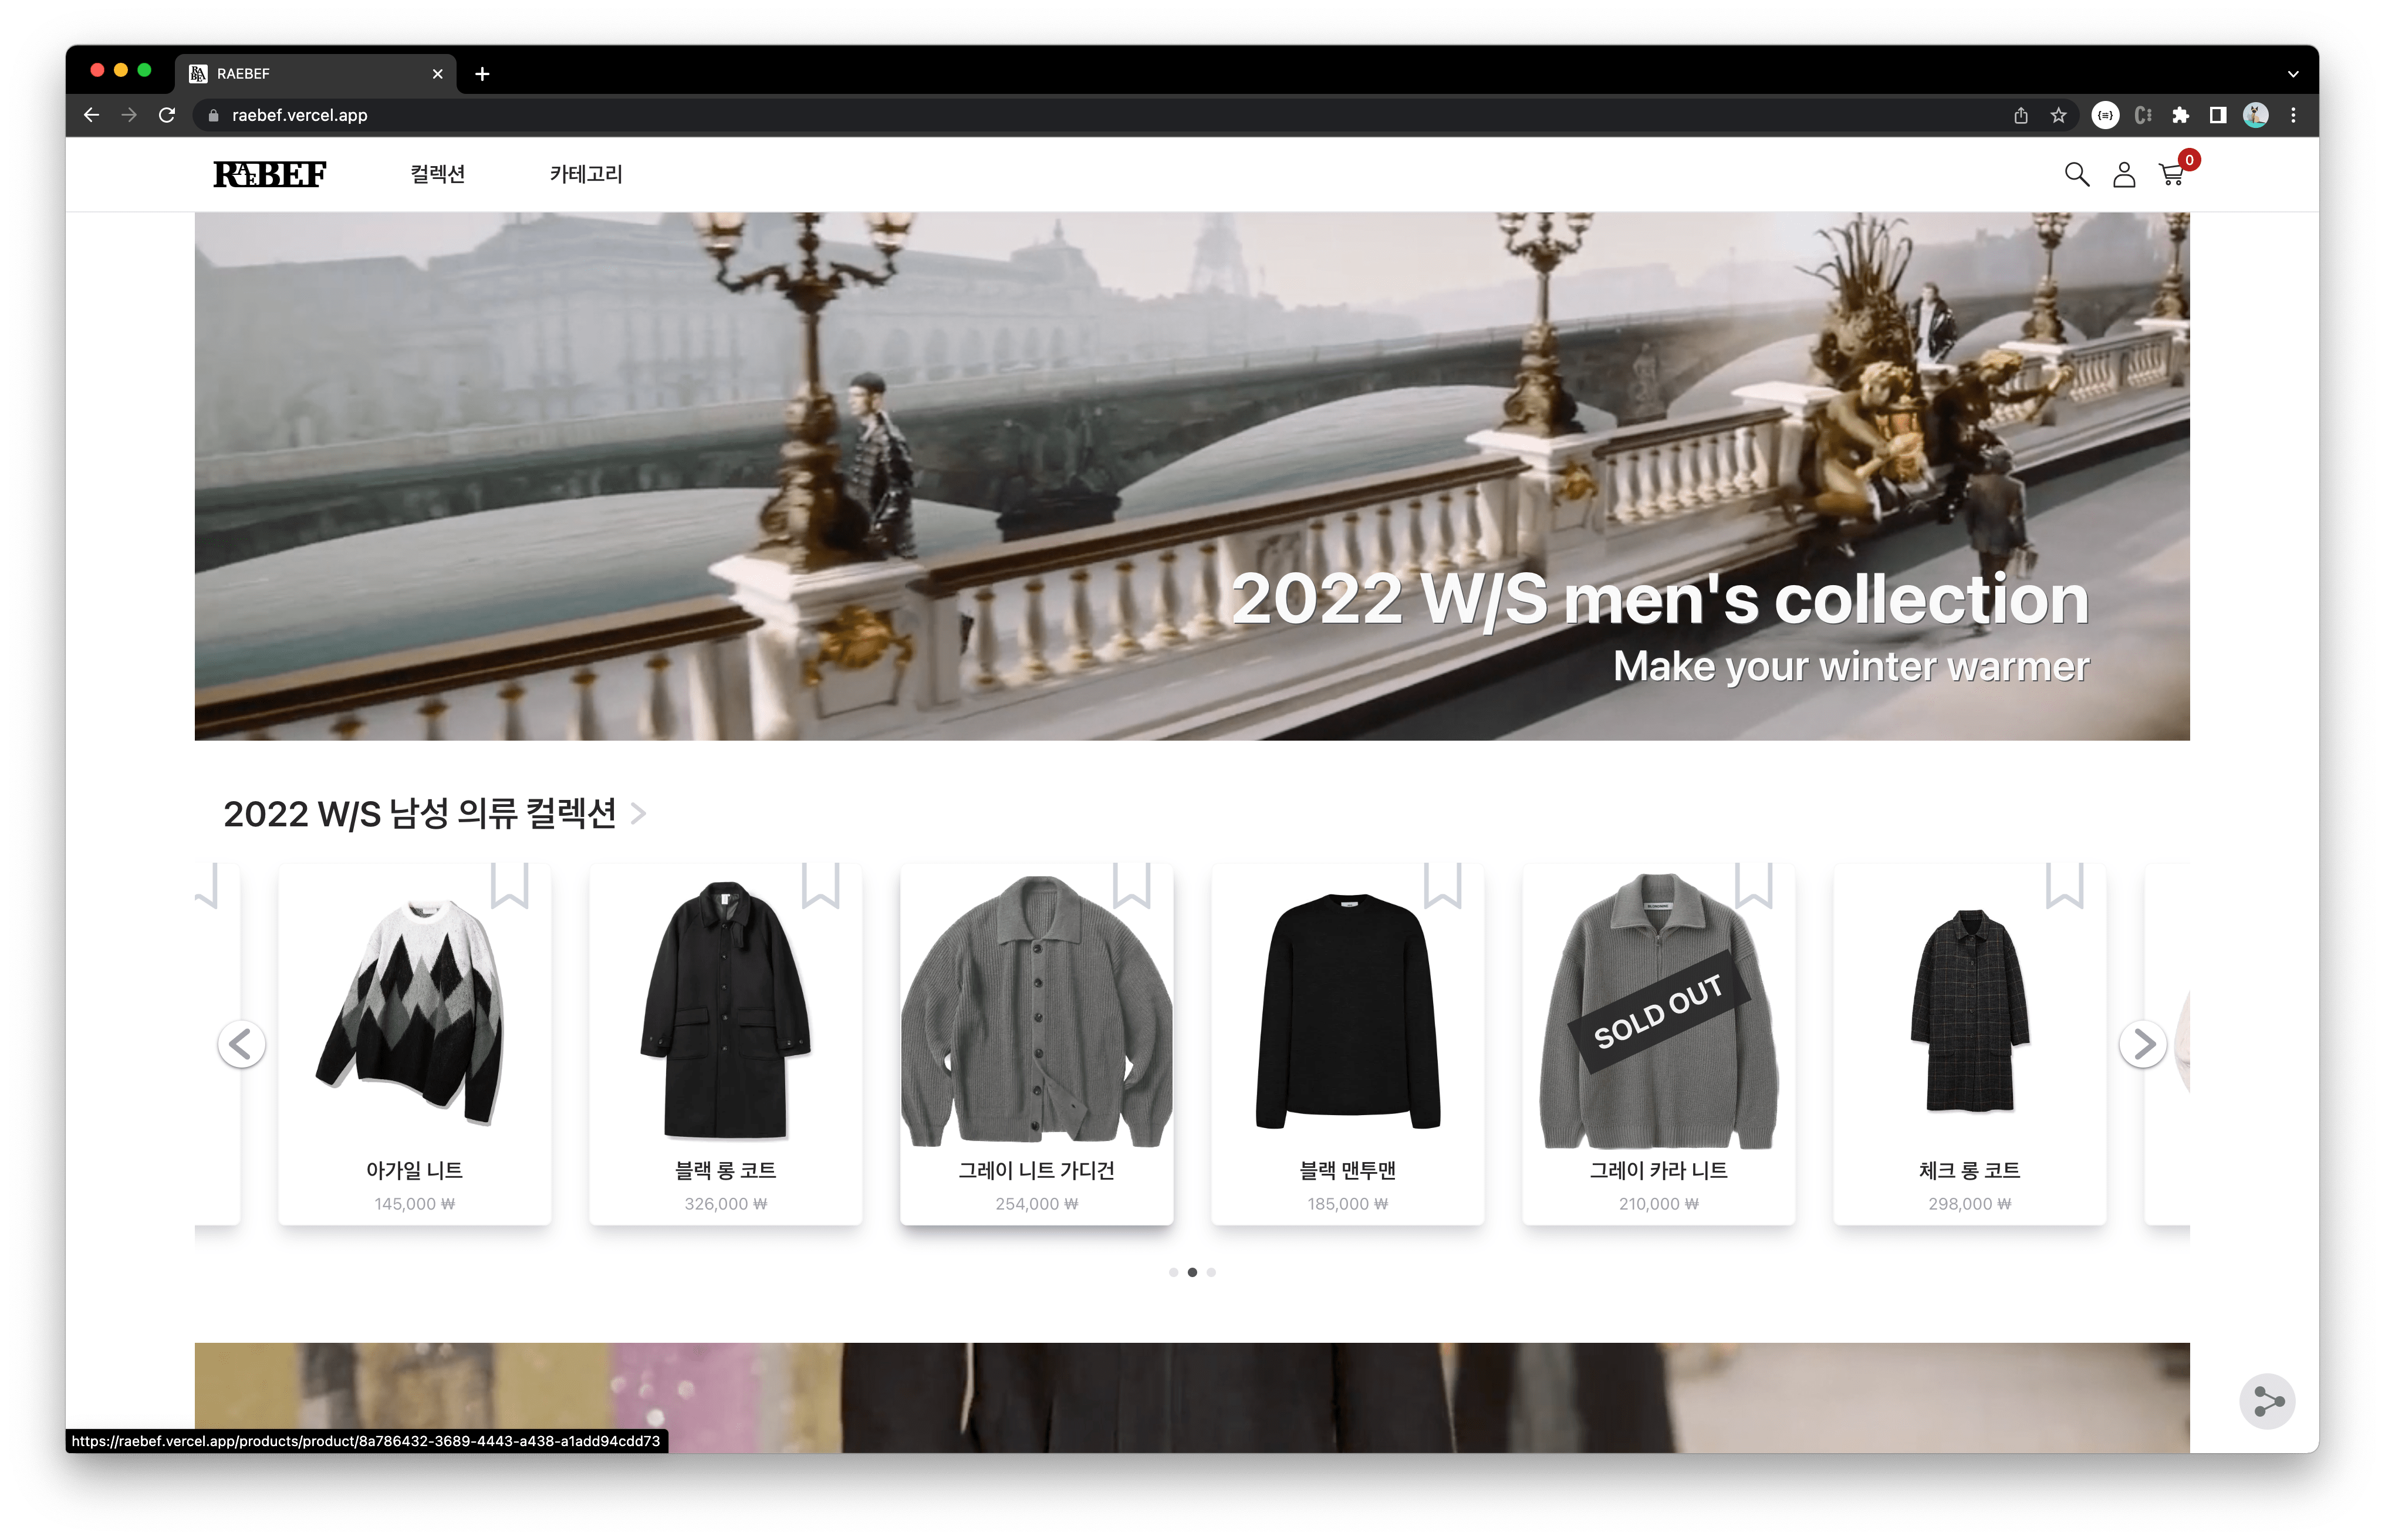 RAEBEF
raebef.vercel.app
RAEBEF
컬렉션
카테고리
0
2022 W/S men's collection
Make your winter warmer
2022 W/S 남성 의류 컬렉션
SOLD OUT
아가일 니트
블랙 롱 코트
그레이 니트 가디건
블랙 맨투맨
그레이 카라 니트
체크 롱 코트
145,000 ₩
326,000 ₩
254,000 ₩
185,000 ₩
210,000 ₩
298,000 ₩
https://raebef.vercel.app/products/product/8a786432-3689-4443-a438-a1add94cdd73